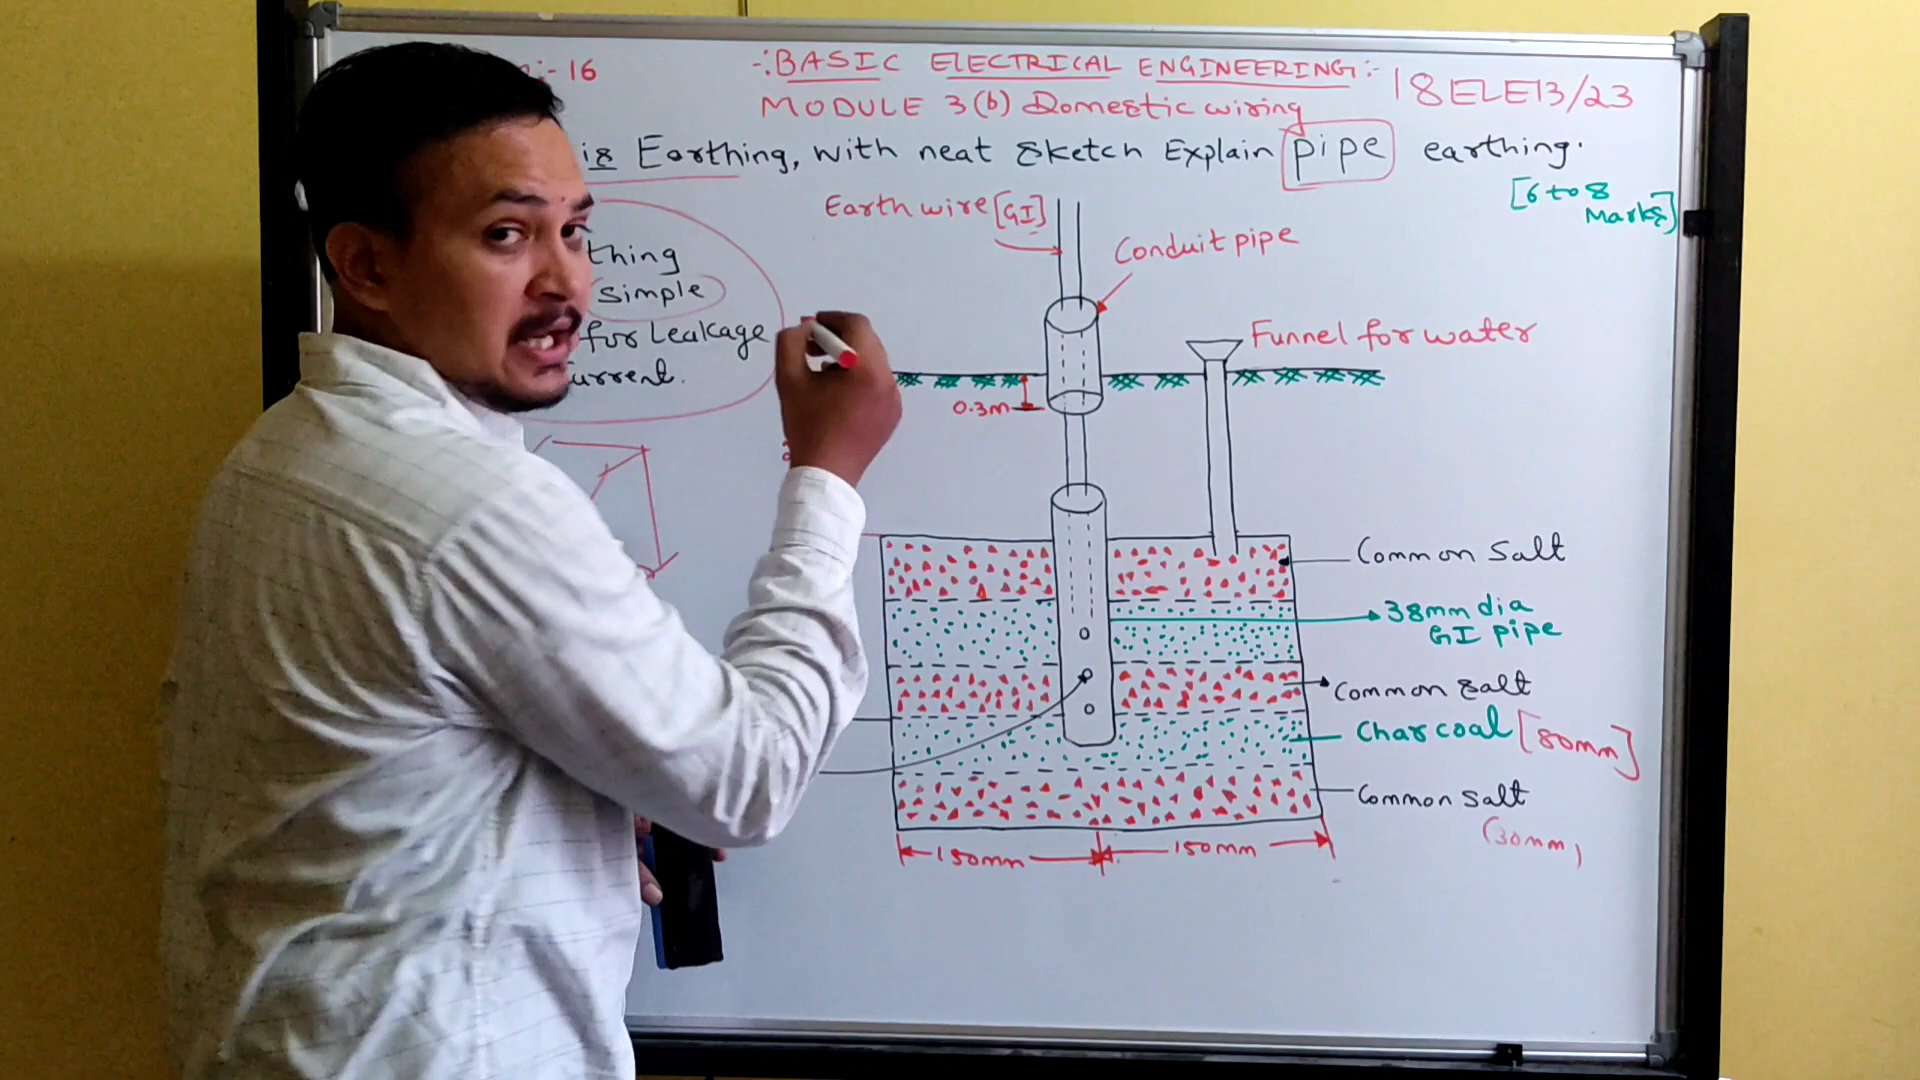 :- 16
-:BASIC ELECTRICAL ENGINEERING:-
18ELE13/23
MODULE 3(b) Domestic wiring
is Earthing, with neat sketch Explain pipe earthing.
[6 to 8 Marks]
Earth wire [GI]
Conduit pipe
thing
simple
for Leakage
urrent.
Funnel for water
0.3m
Common Salt
38mm dia
GI pipe
Common Salt
Charcoal [80mm]
Common Salt
(30mm)
150mm
150mm